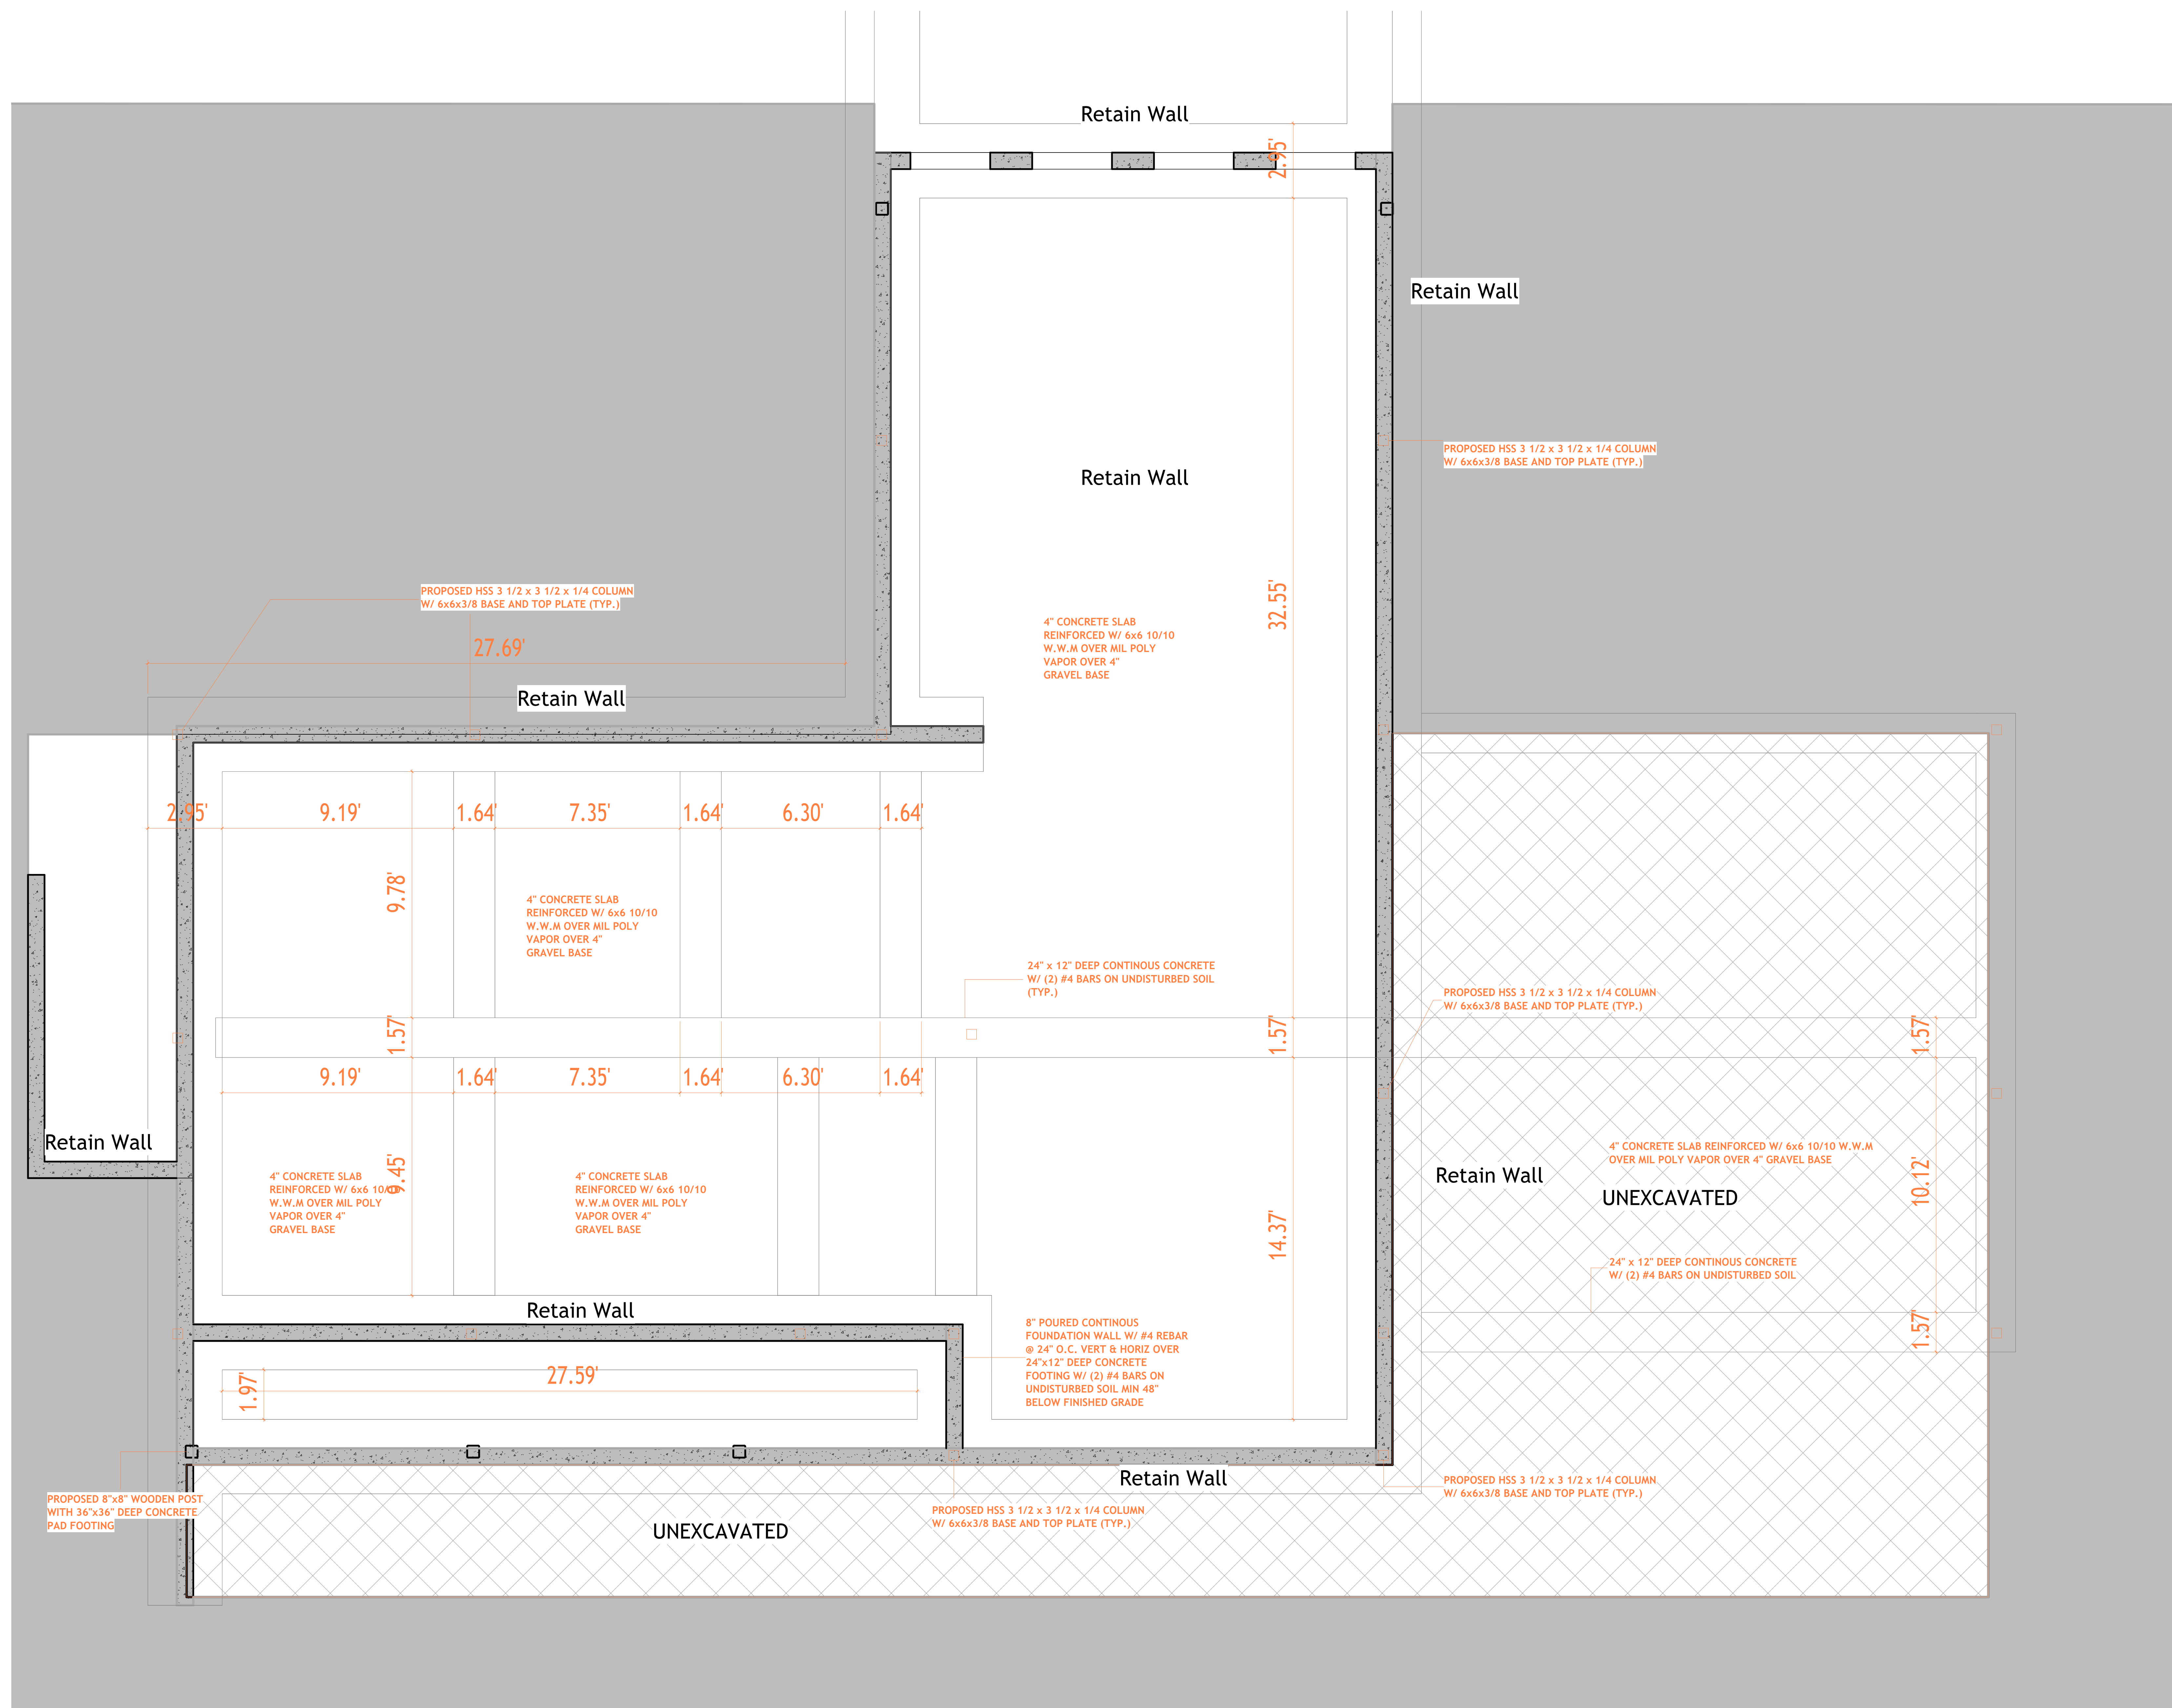 Retain Wall
2.95'
Retain Wall
PROPOSED HSS 3 1/2 x 3 1/2 x 1/4 COLUMN
W/ 6x6x3/8 BASE AND TOP PLATE (TYP.)
Retain Wall
PROPOSED HSS 3 1/2 x 3 1/2 x 1/4 COLUMN
W/ 6x6x3/8 BASE AND TOP PLATE (TYP.)
27.69'
Retain Wall
32.55'
4" CONCRETE SLAB
REINFORCED W/ 6x6 10/10
W.W.M OVER MIL POLY
VAPOR OVER 4"
GRAVEL BASE
2.95'
9.19'
1.64'
7.35'
1.64'
6.30'
1.64'
9.78'
4" CONCRETE SLAB
REINFORCED W/ 6x6 10/10
W.W.M OVER MIL POLY
VAPOR OVER 4"
GRAVEL BASE
24" x 12" DEEP CONTINOUS CONCRETE
W/ (2) #4 BARS ON UNDISTURBED SOIL
(TYP.)
PROPOSED HSS 3 1/2 x 3 1/2 x 1/4 COLUMN
W/ 6x6x3/8 BASE AND TOP PLATE (TYP.)
1.57'
1.57'
1.57'
9.19'
1.64'
7.35'
1.64'
6.30'
1.64'
Retain Wall
9.45'
4" CONCRETE SLAB
REINFORCED W/ 6x6 10/10
W.W.M OVER MIL POLY
VAPOR OVER 4"
GRAVEL BASE
4" CONCRETE SLAB
REINFORCED W/ 6x6 10/10
W.W.M OVER MIL POLY
VAPOR OVER 4"
GRAVEL BASE
14.37'
Retain Wall
4" CONCRETE SLAB REINFORCED W/ 6x6 10/10 W.W.M
OVER MIL POLY VAPOR OVER 4" GRAVEL BASE
UNEXCAVATED
10.12'
24" x 12" DEEP CONTINOUS CONCRETE
W/ (2) #4 BARS ON UNDISTURBED SOIL
1.57'
Retain Wall
8" POURED CONTINOUS
FOUNDATION WALL W/ #4 REBAR
@ 24" O.C. VERT & HORIZ OVER
24"x12" DEEP CONCRETE
FOOTING W/ (2) #4 BARS ON
UNDISTURBED SOIL MIN 48"
BELOW FINISHED GRADE
1.97'
27.59'
Retain Wall
PROPOSED HSS 3 1/2 x 3 1/2 x 1/4 COLUMN
W/ 6x6x3/8 BASE AND TOP PLATE (TYP.)
PROPOSED 8"x8" WOODEN POST
WITH 36"x36" DEEP CONCRETE
PAD FOOTING
UNEXCAVATED
PROPOSED HSS 3 1/2 x 3 1/2 x 1/4 COLUMN
W/ 6x6x3/8 BASE AND TOP PLATE (TYP.)
Retain Wall